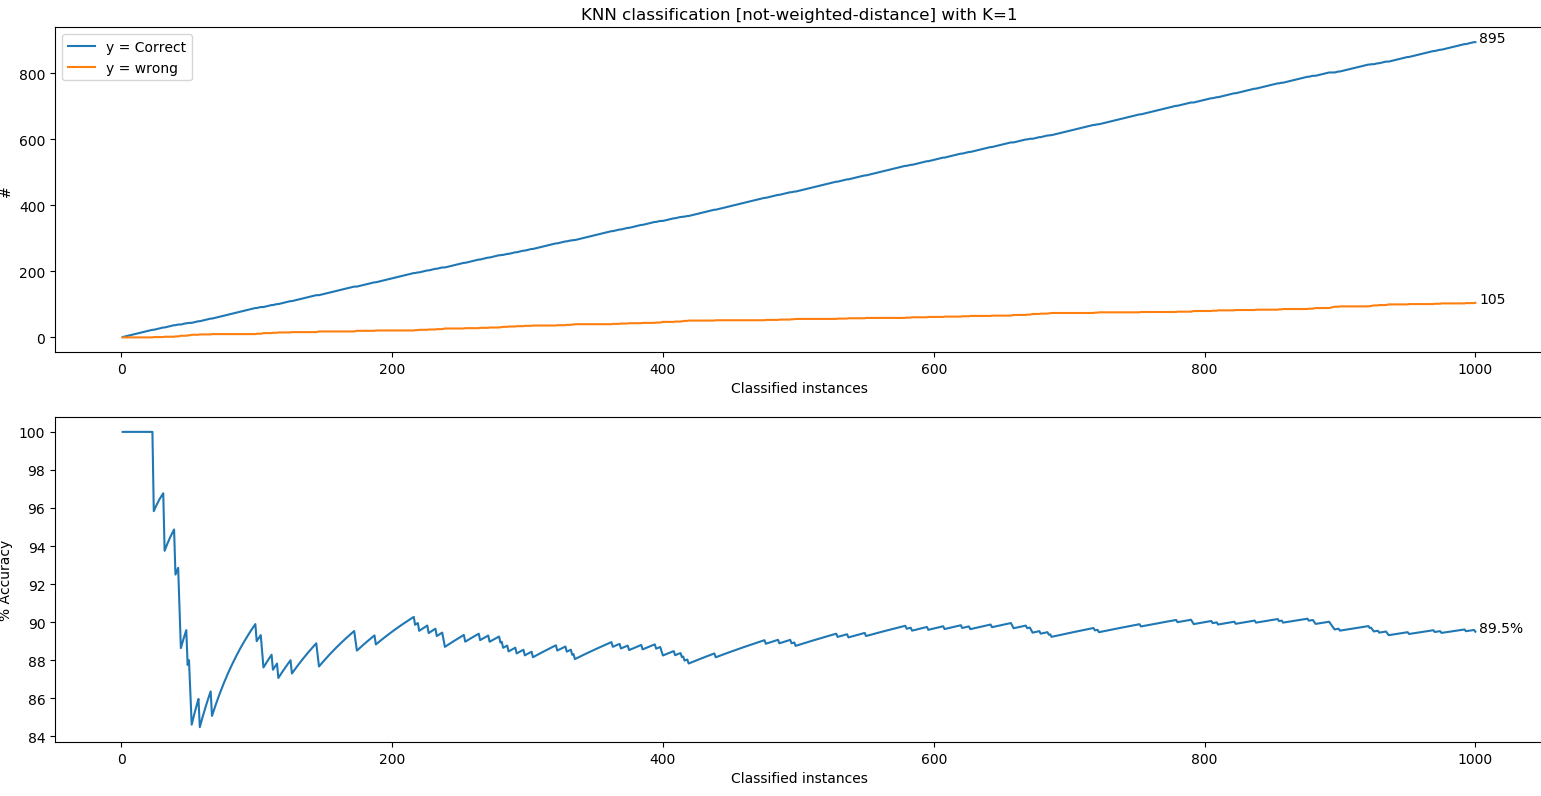 KNN classification [not-weighted-distance] with K=1
y = Correct
y = wrong
895
105
800
600
400
200
0
#
0 200 400 600 800 1000
Classified instances
100
98
96
94
92
90
88
86
84
% Accuracy
89.5%
0 200 400 600 800 1000
Classified instances